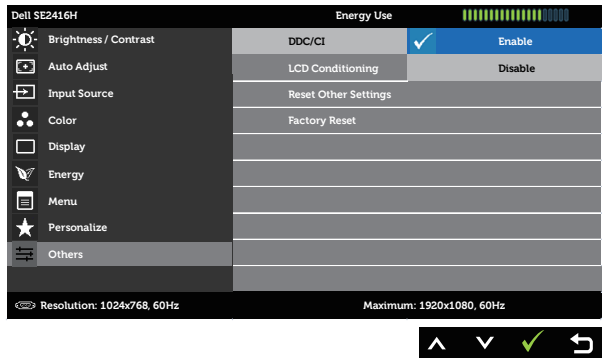 Dell SE2416H Energy Use
Brightness / Contrast DDC/CI Enable
Auto Adjust LCD Conditioning Disable
Input Source Reset Other Settings
Color Factory Reset
Display
Energy
Menu
Personalize
Others
Resolution: 1024x768, 60Hz Maximum: 1920x1080, 60Hz